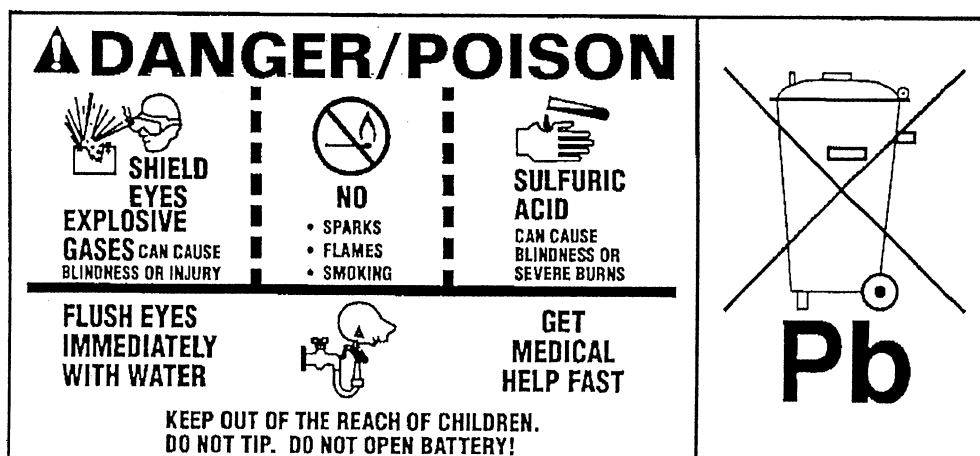 DANGER/POISON
SHIELD
EYES
EXPLOSIVE
GASES CAN CAUSE
BLINDNESS OR INJURY
NO
• SPARKS
• FLAMES
• SMOKING
SULFURIC
ACID
CAN CAUSE
BLINDNESS OR
SEVERE BURNS
FLUSH EYES
IMMEDIATELY
WITH WATER
GET
MEDICAL
HELP FAST
KEEP OUT OF THE REACH OF CHILDREN.
DO NOT TIP. DO NOT OPEN BATTERY!
Pb